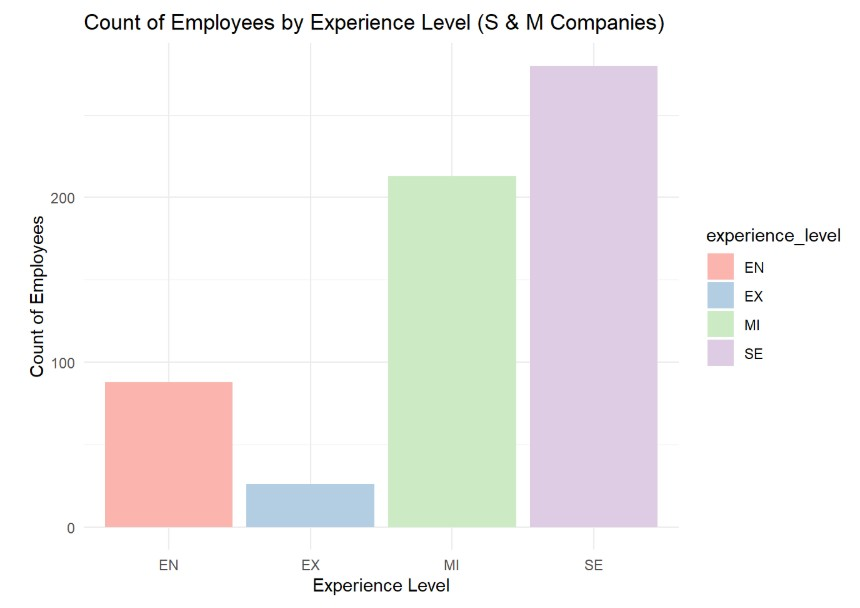 Count of Employees by Experience Level (S & M Companies)
Count of Employees
200
100
0
EN
EX
MI
SE
Experience Level
experience_level
EN
EX
MI
SE